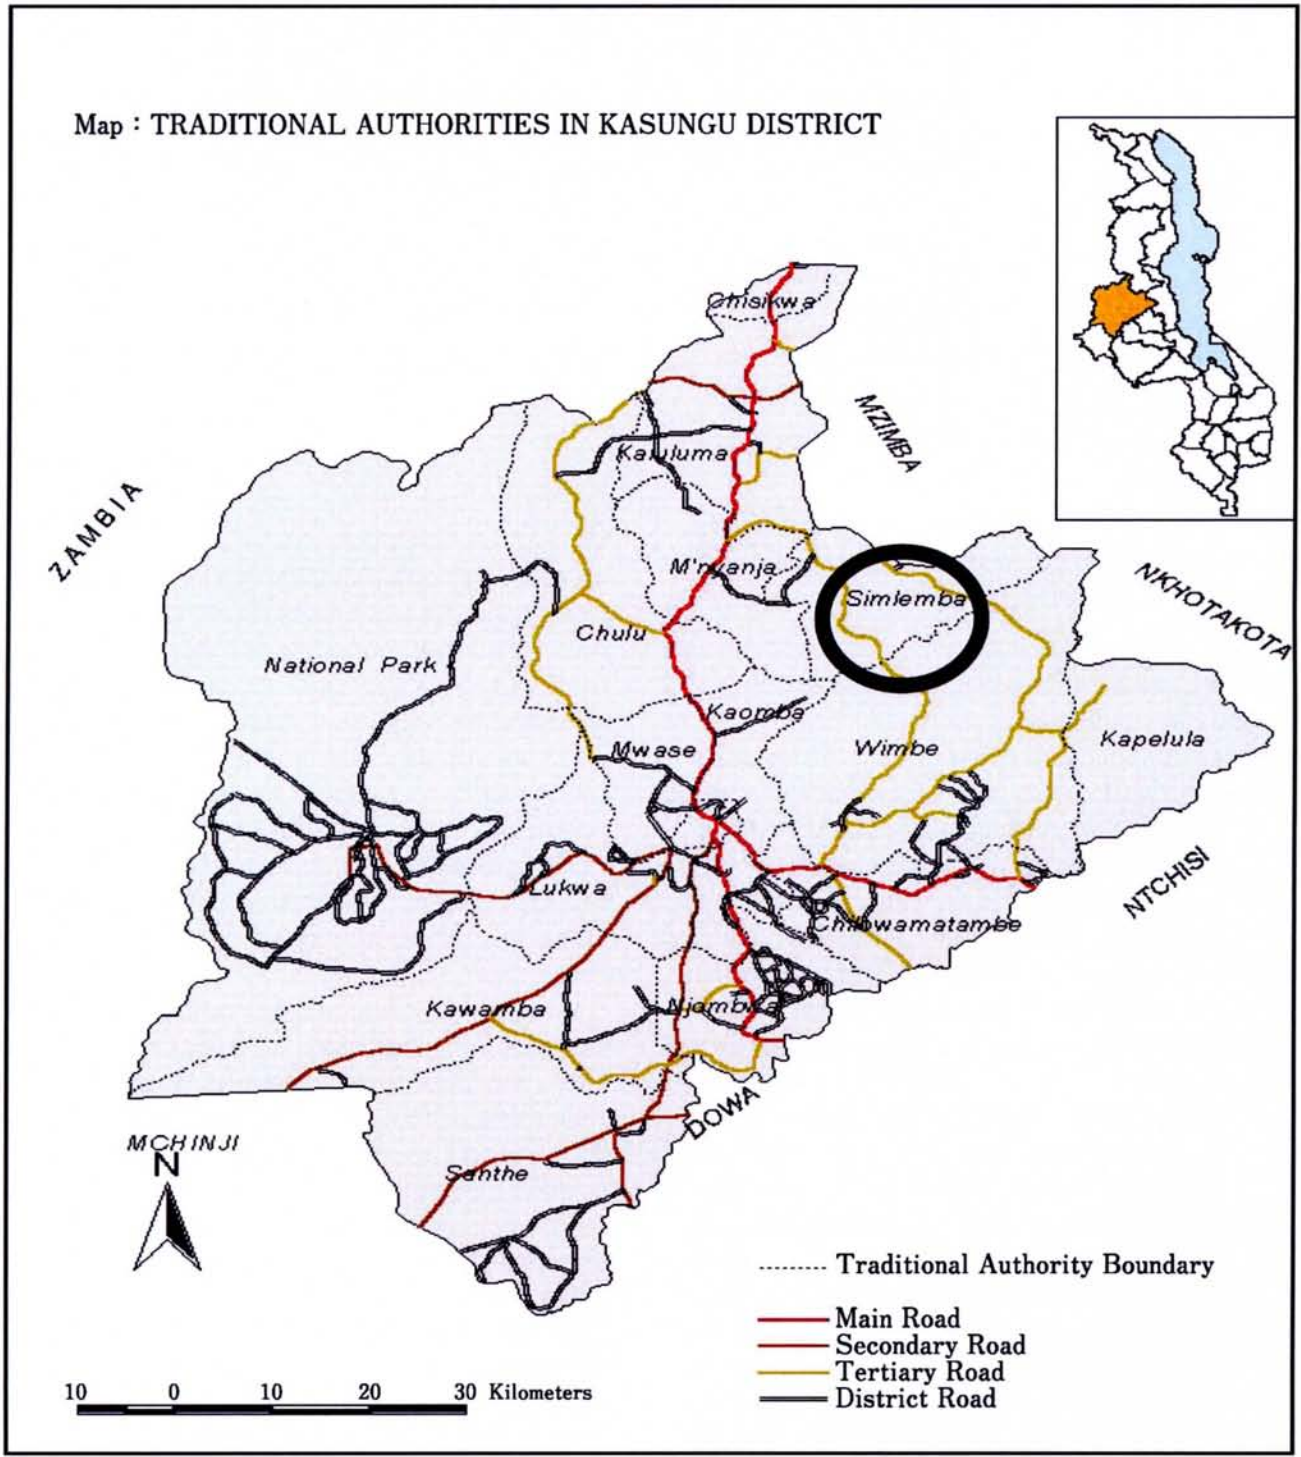 Map : TRADITIONAL AUTHORITIES IN KASUNGU DISTRICT
Chisikwa
MZIMBA
Kaluluma
ZAMBIA
M'nyanja
NKHOTAKOTA
Simlemba
Chulu
National Park
Kaomba
Mwase
Wimbe
Kapelula
Lukwa
NTCHISI
Chilowamatambe
Kawamba
Njombwa
DOWA
MCHINJI
N
Santhe
Traditional Authority Boundary
Main Road
Secondary Road
Tertiary Road
District Road
10 0 10 20 30 Kilometers